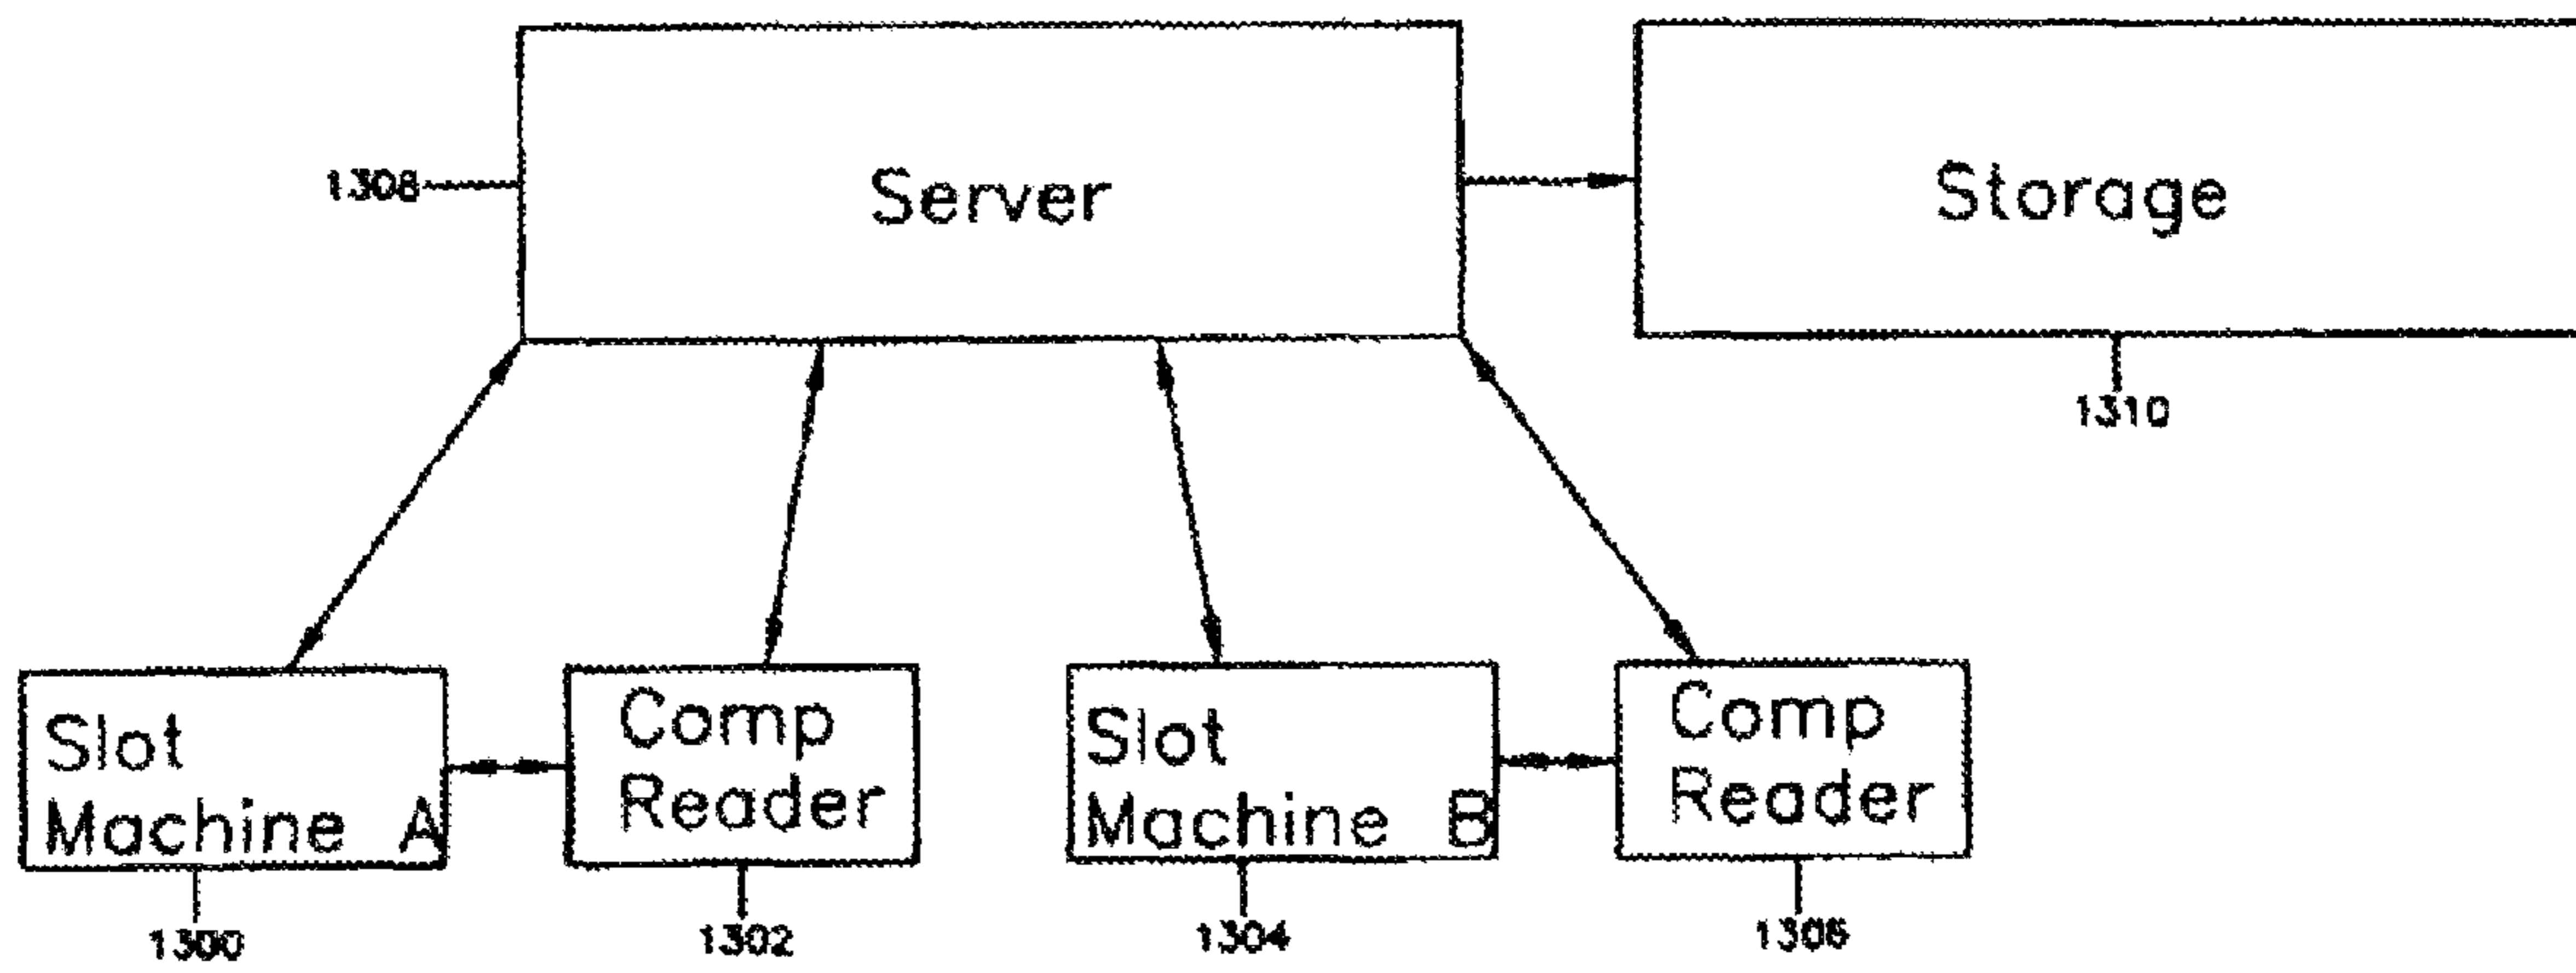 Server
Storage
1308
1310
Slot
Machine A
Comp
Reader
Slot
Machine B
Comp
Reader
1300
1302
1304
1306